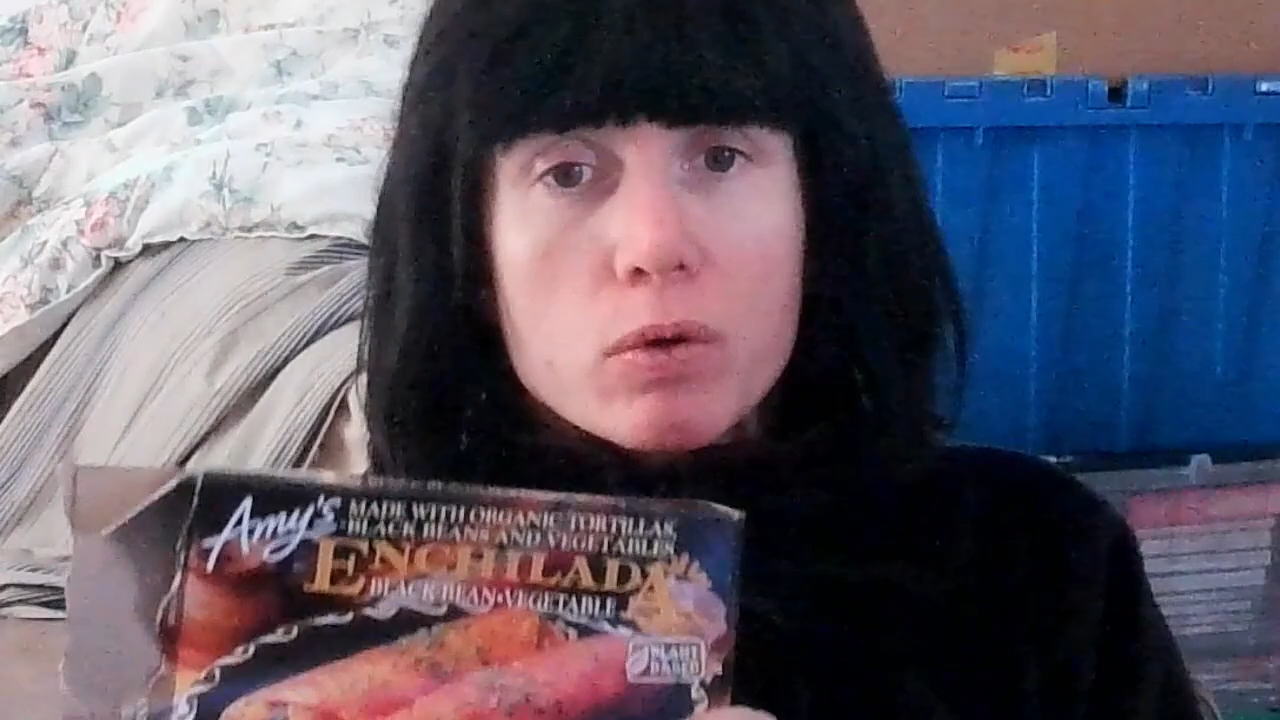 Amy's
MADE WITH ORGANIC TORTILLAS,
BLACK BEANS AND VEGETABLES
ENCHILADA
BLACK BEAN•VEGETABLE
PLANT
BASED